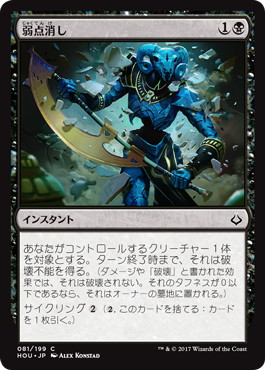 じゃくてんけ
弱点消し
1
インスタント
あなたがコントロールするクリーチャー1体
を対象とする。ターン終了時まで、それは破
壊不能を得る。(ダメージや「破壊」と書かれた効果
では、それは破壊されない。それのタフネスが0以
下であるなら、それはオーナーの墓地に置かれる。)
サイクリング2(2, このカードを捨てる:カード
を1枚引く。)
081/199 C
HOU • JP ALEX KONSTAD
™ & © 2017 Wizards of the Coast